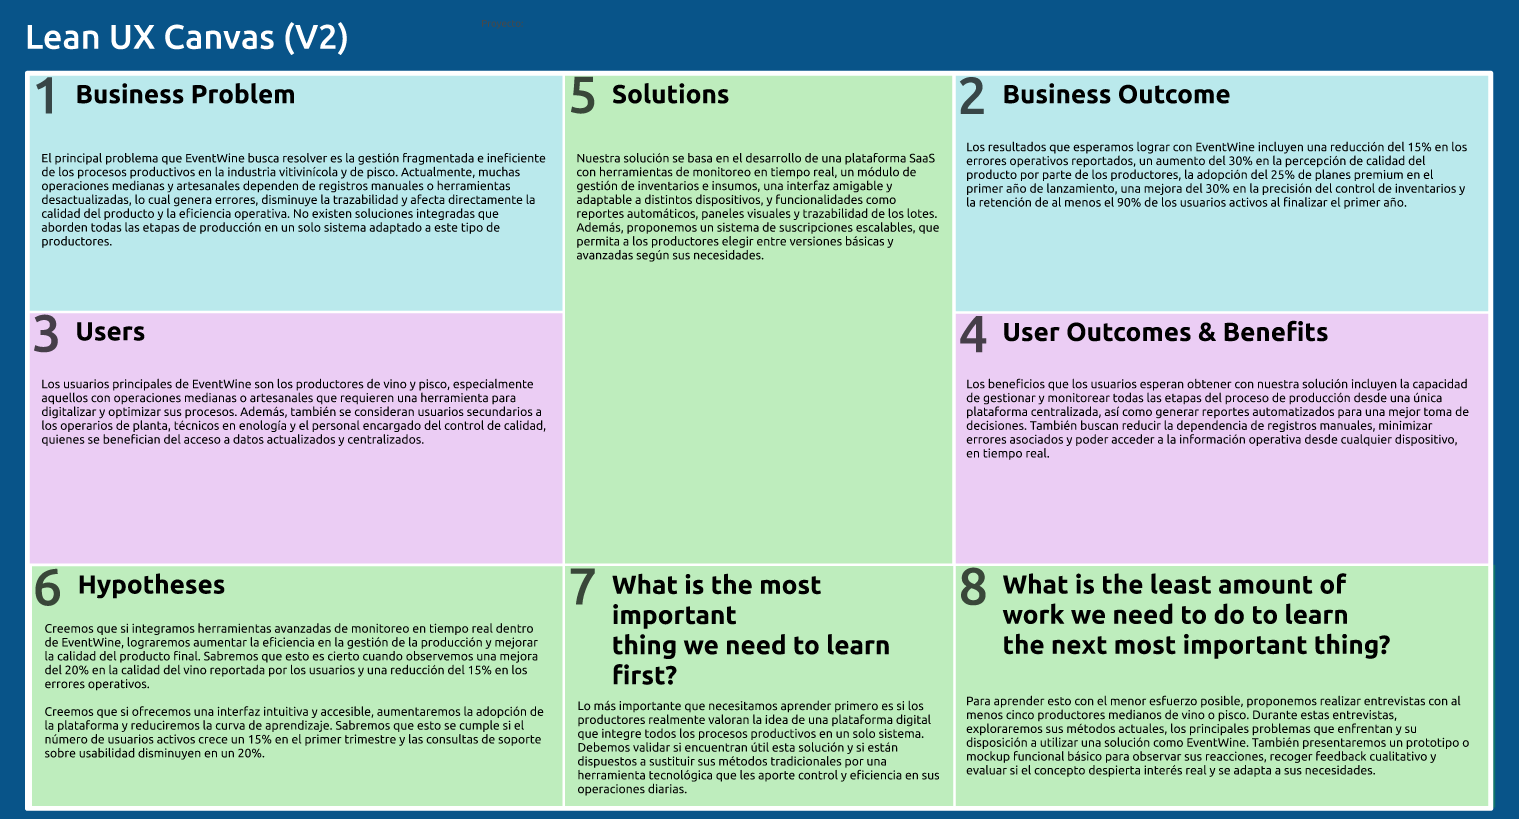 Lean UX Canvas (V2)
1 Business Problem
El principal problema que EventWine busca resolver es la gestión fragmentada e ineficiente
de los procesos productivos en la industria vitivinícola y de pisco. Actualmente, muchas
operaciones medianas y artesanales dependen de registros manuales o herramientas
desactualizadas, lo cual genera errores, disminuye la trazabilidad y afecta directamente la
calidad del producto y la eficiencia operativa. No existen soluciones integradas que
aborden todas las etapas de producción en un solo sistema adaptado a este tipo de
productores.
5 Solutions
Nuestra solución se basa en el desarrollo de una plataforma SaaS
con herramientas de monitoreo en tiempo real, un módulo de
gestión de inventarios e insumos, una interfaz amigable y
adaptable a distintos dispositivos, y funcionalidades como
reportes automáticos, paneles visuales y trazabilidad de los lotes.
Además, proponemos un sistema de suscripciones escalables, que
permita a los productores elegir entre versiones básicas y
avanzadas según sus necesidades.
2 Business Outcome
Los resultados que esperamos lograr con EventWine incluyen una reducción del 15% en los
errores operativos reportados, un aumento del 30% en la percepción de calidad del
producto por parte de los productores, la adopción del 25% de planes premium en el
primer año de lanzamiento, una mejora del 30% en la precisión del control de inventarios y
la retención de al menos el 90% de los usuarios activos al finalizar el primer año.
3 Users
Los usuarios principales de EventWine son los productores de vino y pisco, especialmente
aquellos con operaciones medianas o artesanales que requieren una herramienta para
digitalizar y optimizar sus procesos. Además, también se consideran usuarios secundarios a
los operarios de planta, técnicos en enología y el personal encargado del control de calidad,
quienes se benefician del acceso a datos actualizados y centralizados.
4 User Outcomes & Benefits
Los beneficios que los usuarios esperan obtener con nuestra solución incluyen la capacidad
de gestionar y monitorear todas las etapas del proceso de producción desde una única
plataforma centralizada, así como generar reportes automatizados para una mejor toma de
decisiones. También buscan reducir la dependencia de registros manuales, minimizar
errores asociados y poder acceder a la información operativa desde cualquier dispositivo,
en tiempo real.
6 Hypotheses
Creemos que si integramos herramientas avanzadas de monitoreo en tiempo real dentro
de EventWine, lograremos aumentar la eficiencia en la gestión de la producción y mejorar
la calidad del producto final. Sabremos que esto es cierto cuando observemos una mejora
del 20% en la calidad del vino reportada por los usuarios y una reducción del 15% en los
errores operativos.
Creemos que si ofrecemos una interfaz intuitiva y accesible, aumentaremos la adopción de
la plataforma y reduciremos la curva de aprendizaje. Sabremos que esto se cumple si el
número de usuarios activos crece un 15% en el primer trimestre y las consultas de soporte
sobre usabilidad disminuyen en un 20%.
7 What is the most
important
thing we need to learn
first?
Lo más importante que necesitamos aprender primero es si los
productores realmente valoran la idea de una plataforma digital
que integre todos los procesos productivos en un solo sistema.
Debemos validar si encuentran útil esta solución y si están
dispuestos a sustituir sus métodos tradicionales por una
herramienta tecnológica que les aporte control y eficiencia en sus
operaciones diarias.
8 What is the least amount of
work we need to do to learn
the next most important thing?
Para aprender esto con el menor esfuerzo posible, proponemos realizar entrevistas con al
menos cinco productores medianos de vino o pisco. Durante estas entrevistas,
exploraremos sus métodos actuales, los principales problemas que enfrentan y su
disposición a utilizar una solución como EventWine. También presentaremos un prototipo o
mockup funcional básico para observar sus reacciones, recoger feedback cualitativo y
evaluar si el concepto despierta interés real y se adapta a sus necesidades.